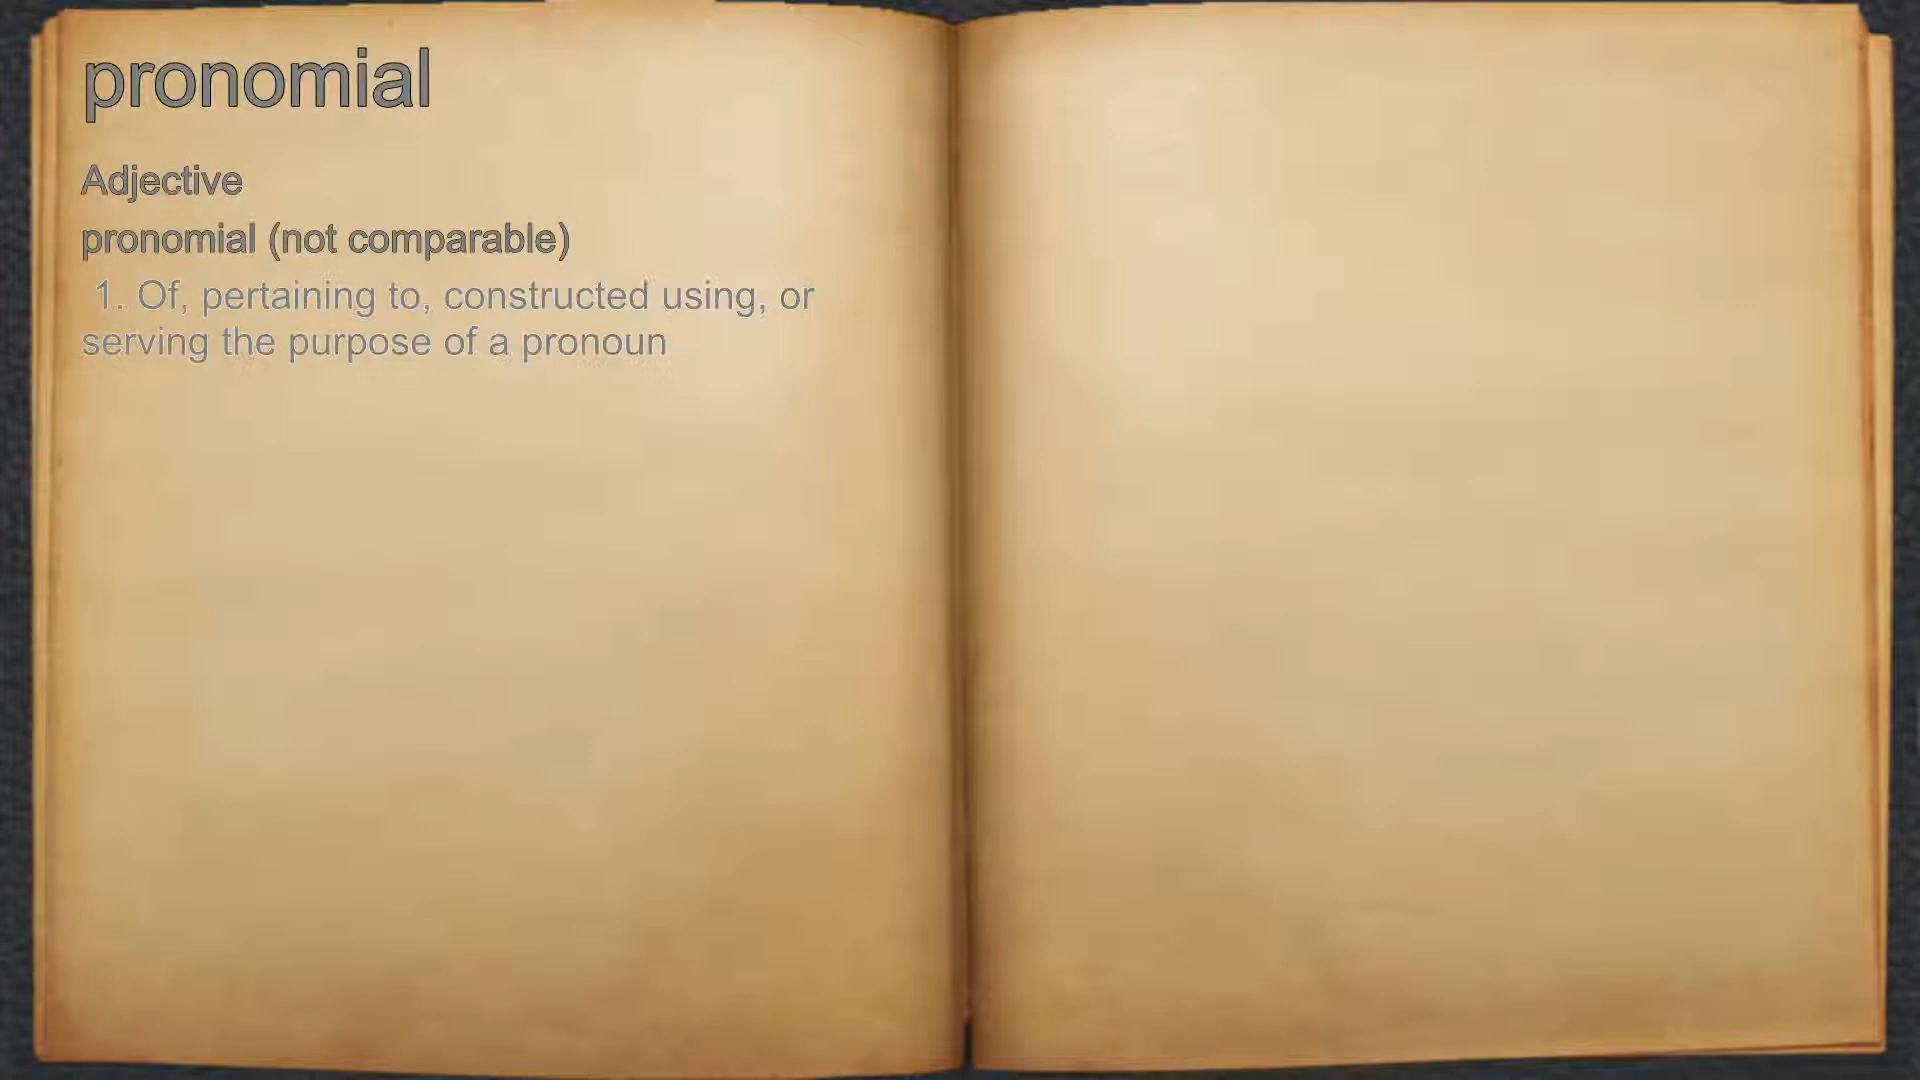 pronomial
Adjective
pronomial (not comparable)
1. Of, pertaining to, constructed using, or
serving the purpose of a pronoun